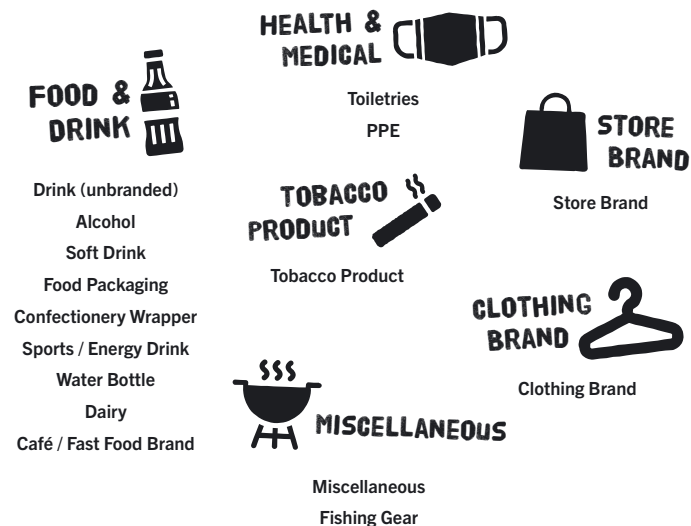 FOOD &
DRINK
Drink (unbranded)
Alcohol
Soft Drink
Food Packaging
Confectionery Wrapper
Sports / Energy Drink
Water Bottle
Dairy
Café / Fast Food Brand
HEALTH &
MEDICAL
Toiletries
PPE
TOBACCO
PRODUCT
Tobacco Product
STORE
BRAND
Store Brand
CLOTHING
BRAND
Clothing Brand
MISCELLANEOUS
Miscellaneous
Fishing Gear